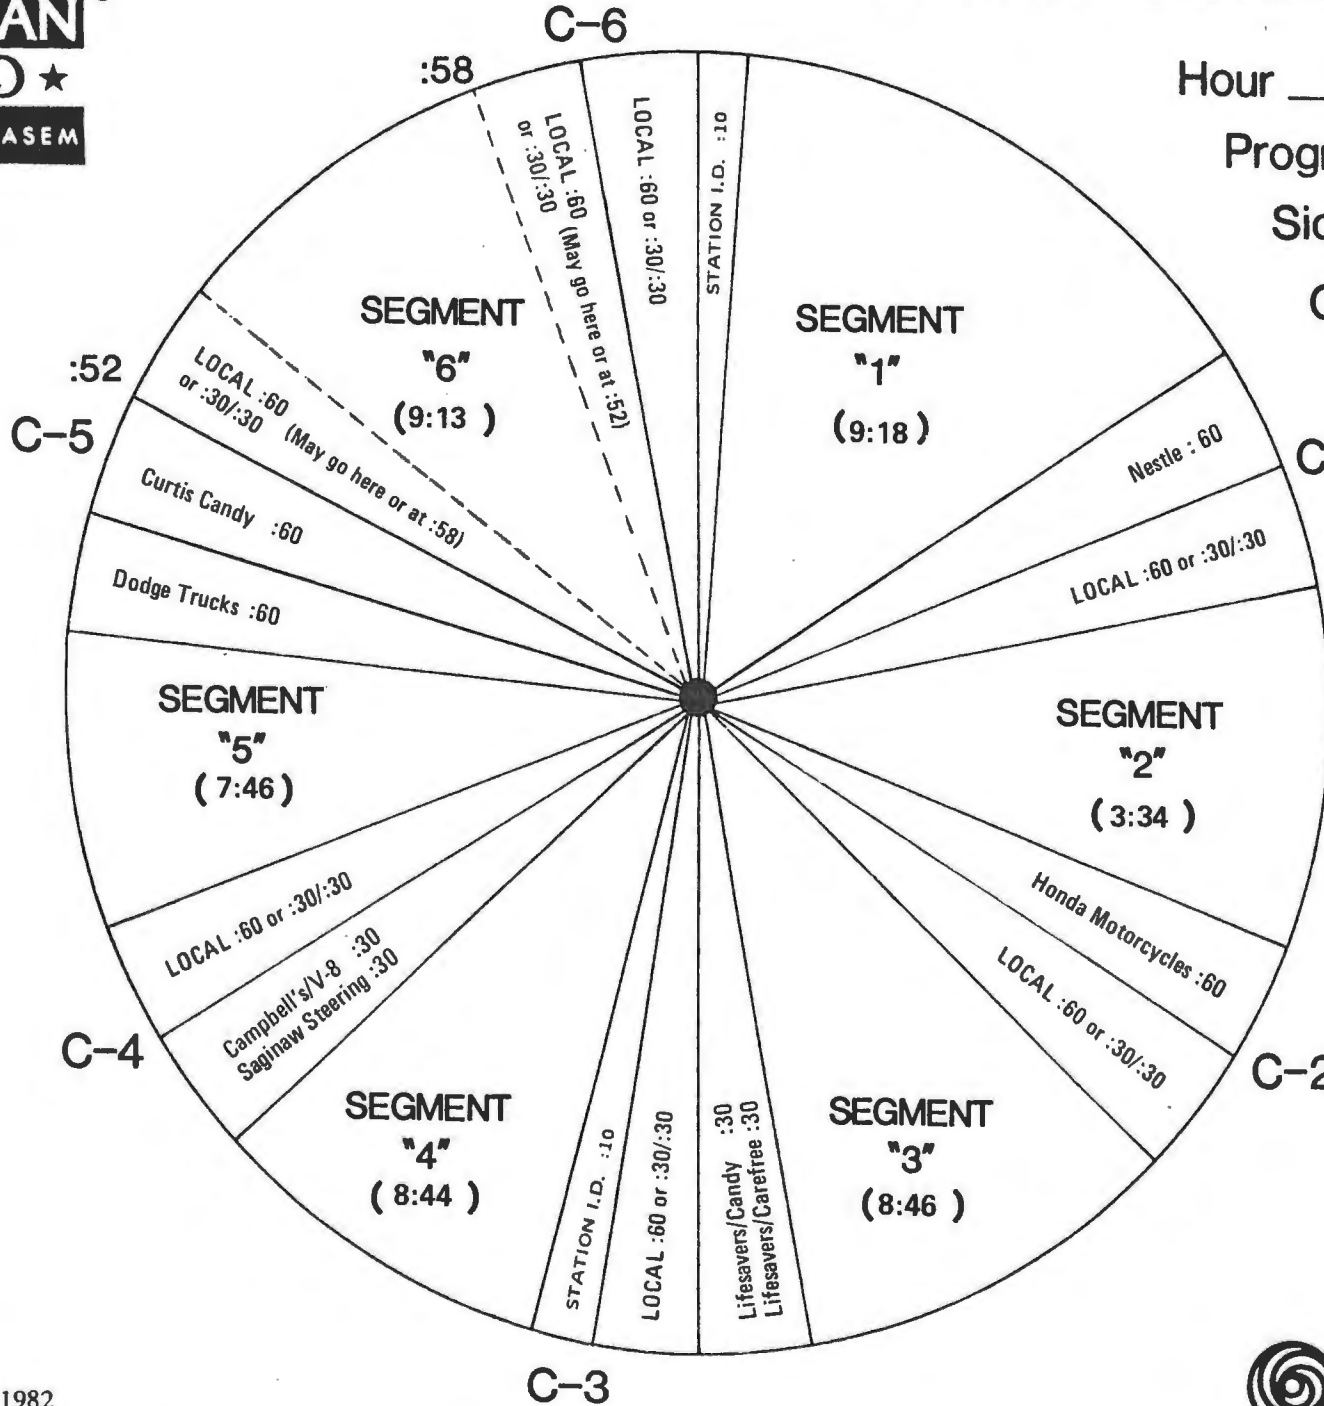 AN
ASEM
C-6
:58
Hour
STATION I.D. :10
SEGMENT
"1"
(9:18)
Nestle :60
LOCAL :60 or :30/:30
SEGMENT
"2"
(3:34)
Honda Motorcycles :60
C-2
LOCAL :60 or :30/:30
SEGMENT
"3"
(8:46)
Lifesavers/Candy :30
Lifesavers/Carefree :30
LOCAL :60 or :30/:30
C-3
STATION I.D. :10
SEGMENT
"4"
(8:44)
Campbell's/V-8 :30
Saginaw Steering :30
C-4
LOCAL :60 or :30/:30
SEGMENT
"5"
(7:46)
Dodge Trucks :60
Curtis Candy :60
C-5
:52
LOCAL :60
or :30/:30 (May go here or at :58)
SEGMENT
"6"
(9:13)
LOCAL :60 (May go here or at :52)
or :30/:30
LOCAL :60 or :30/:30
1982